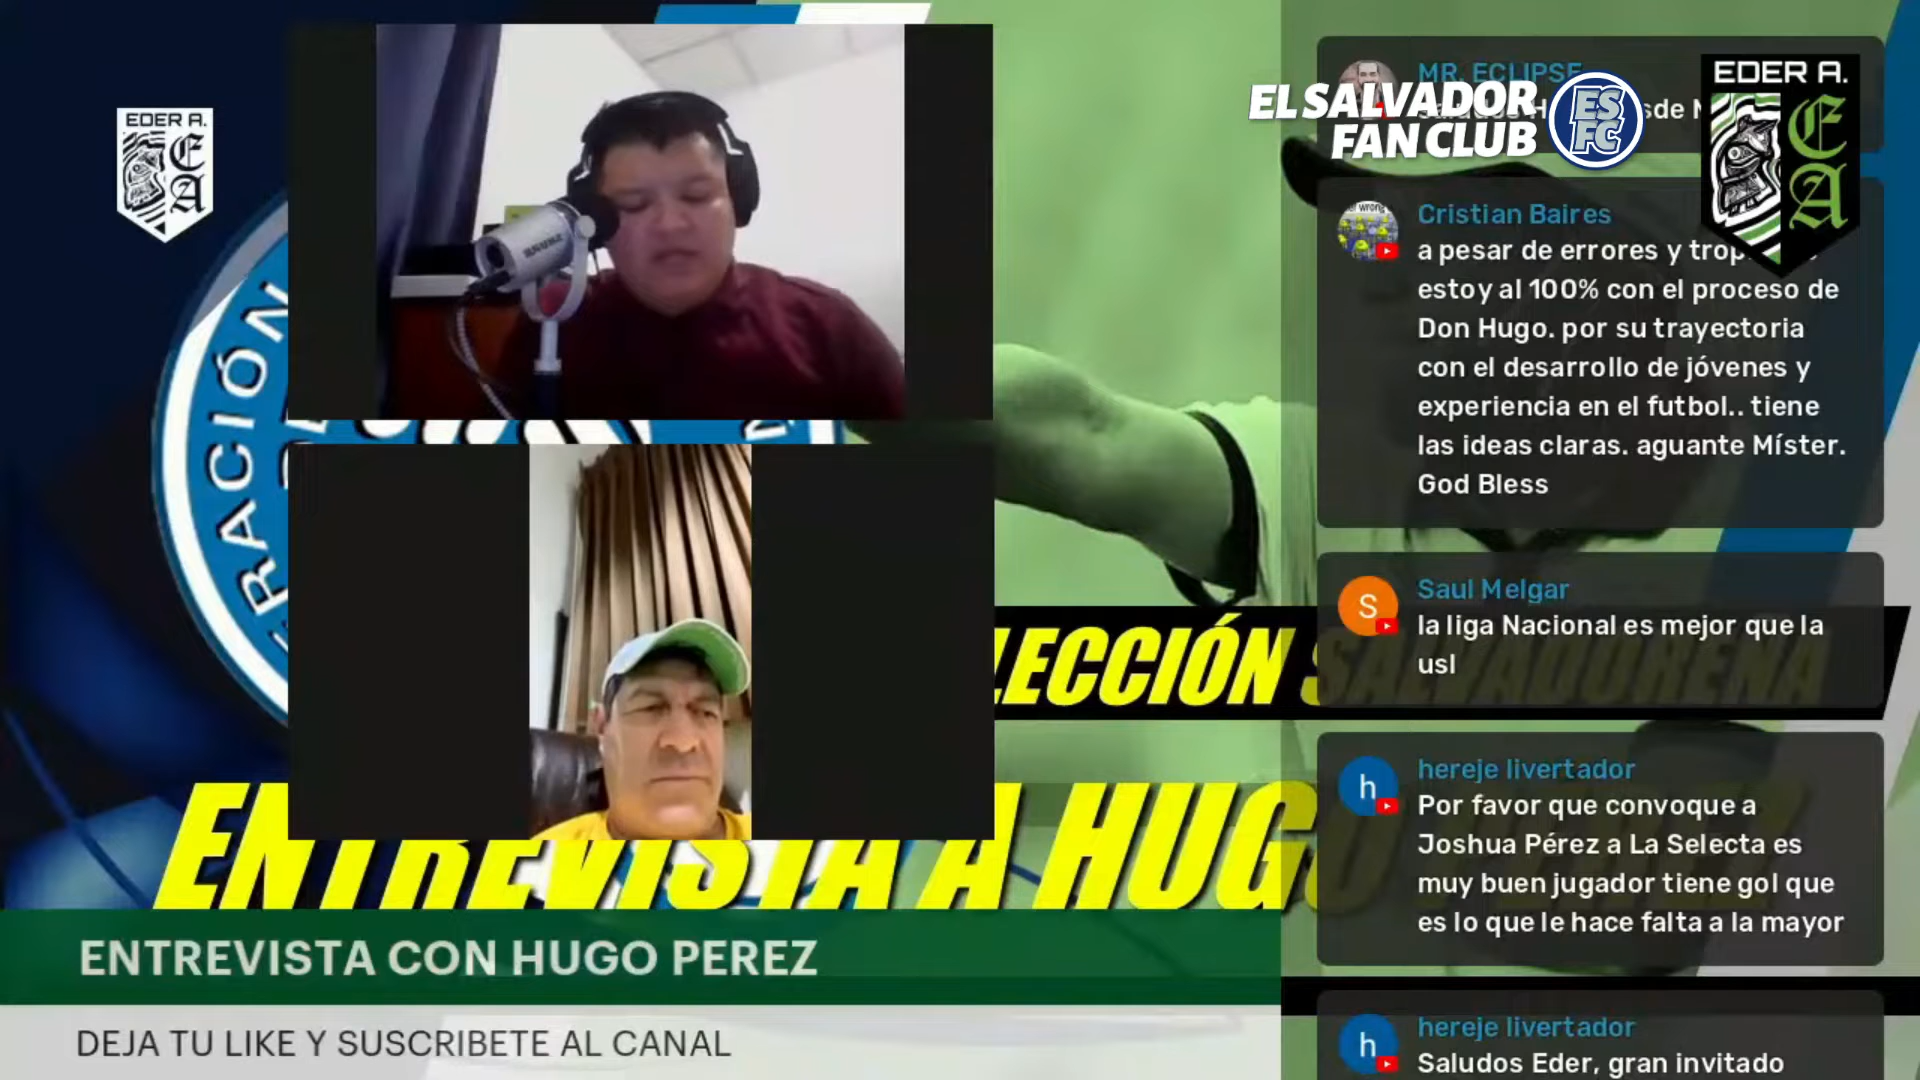 EDER A.
E
A
RACIÓN
BRUNZ
LECCIÓN SALVADOREÑA
ENTREVISTA A HUGO
ENTREVISTA CON HUGO PEREZ
DEJA TU LIKE Y SUSCRIBETE AL CANAL
EL SALVADOR
FAN CLUB
ES
FC
EDER A.
E
A
MR. ECLIPSE
Cristian Baires
a pesar de errores y
estoy al 100% con el proceso de
Don Hugo. por su trayectoria
con el desarrollo de jóvenes y
experiencia en el futbol.. tiene
las ideas claras. aguante Míster.
God Bless
S
Saul Melgar
la liga Nacional es mejor que la
usl
h
hereje livertador
Por favor que convoque a
Joshua Pérez a La Selecta es
muy buen jugador tiene gol que
es lo que le hace falta a la mayor
h
hereje livertador
Saludos Eder, gran invitado